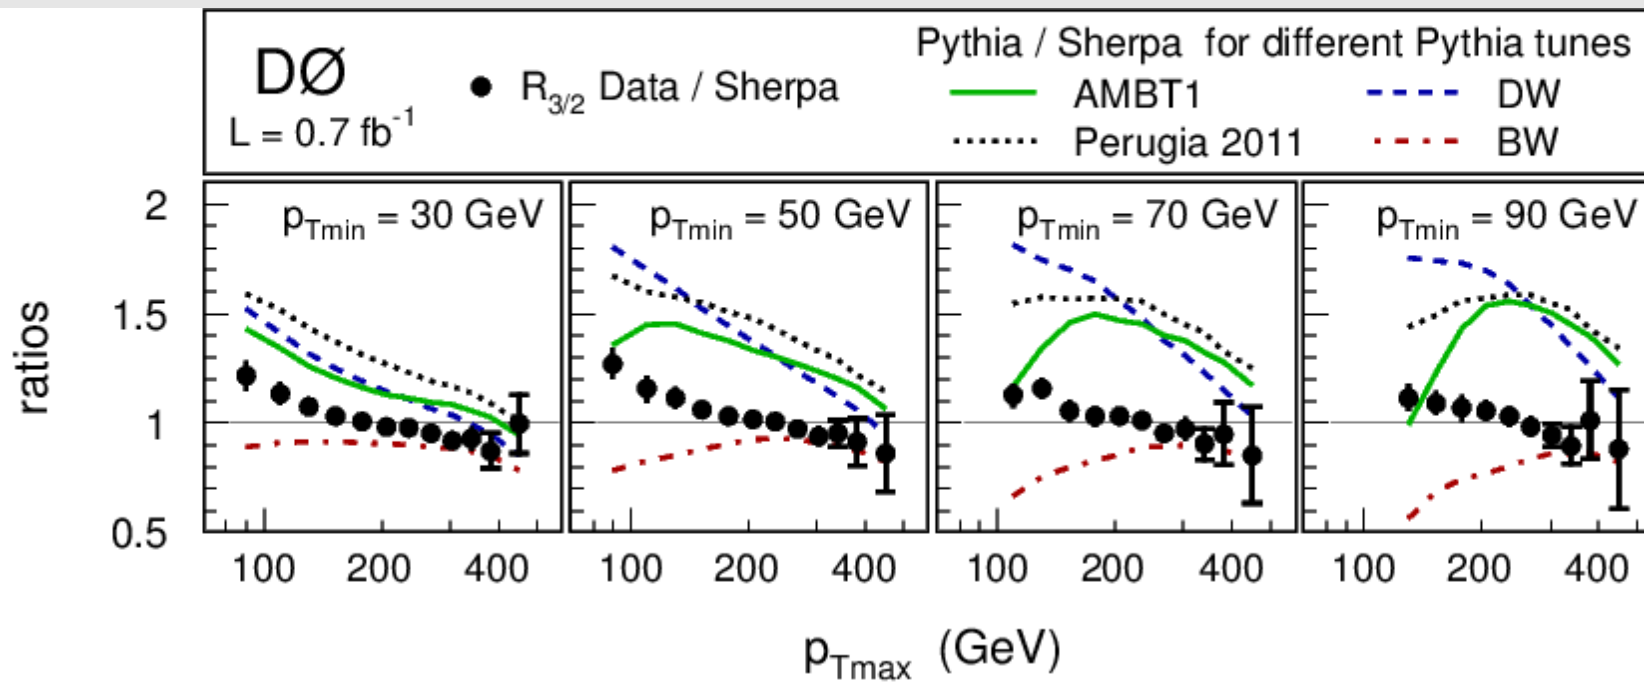 DØ
L = 0.7 fb⁻¹
R3/2 Data / Sherpa
Pythia / Sherpa for different Pythia tunes
AMBT1 DW
Perugia 2011 BW
pTmin = 30 GeV pTmin = 50 GeV pTmin = 70 GeV pTmin = 90 GeV
ratios
2
1.5
1
0.5
100 200 400 100 200 400 100 200 400 100 200 400
pTmax (GeV)